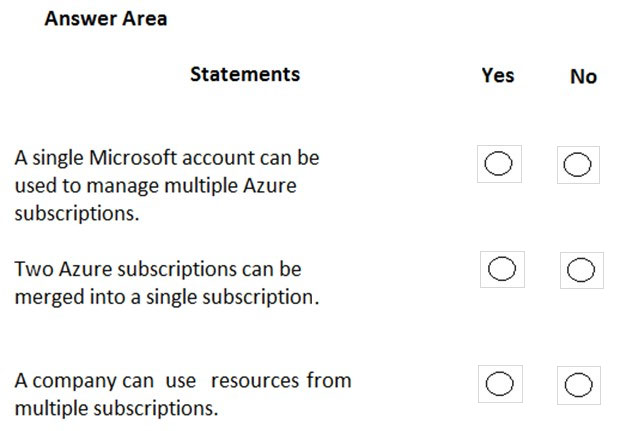 Answer Area
Statements Yes No
A single Microsoft account can be
used to manage multiple Azure
subscriptions.
Two Azure subscriptions can be
merged into a single subscription.
A company can use resources from
multiple subscriptions.